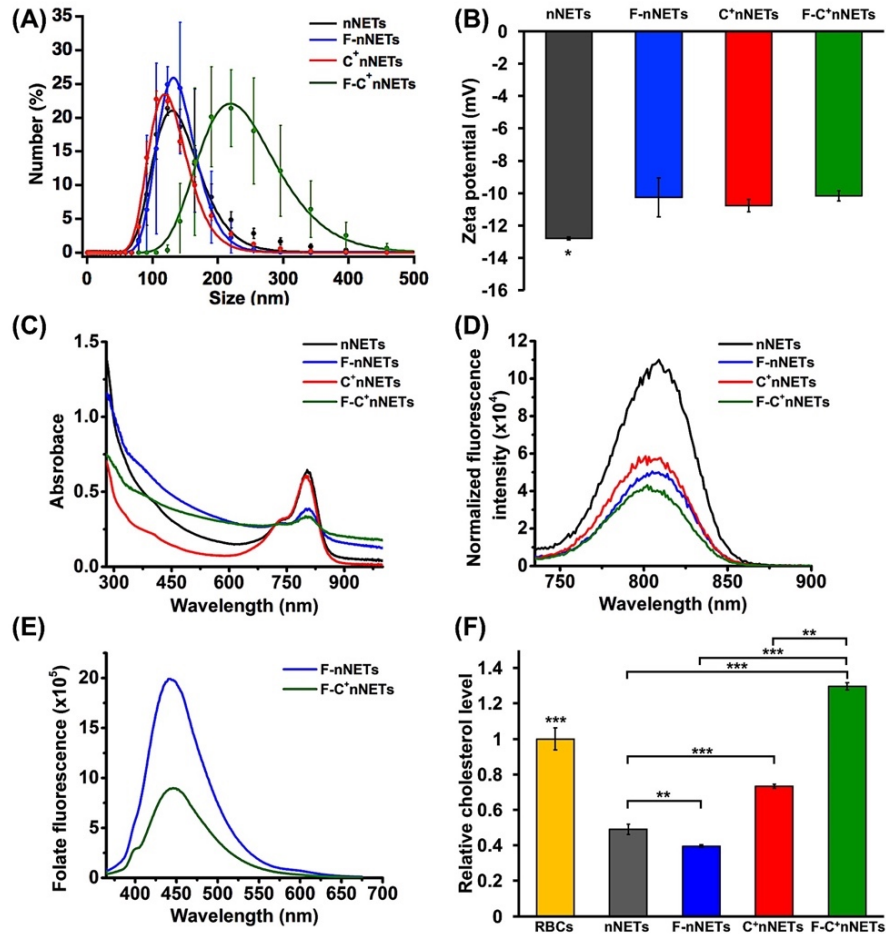 (A)
Number (%)
35
30
25
20
15
10
5
0
0
100
200
300
400
500
Size (nm)
nNETs
F-nNETs
C⁺nNETs
F-C⁺nNETs
(B)
nNETs
F-nNETs
C⁺nNETs
F-C⁺nNETs
Zeta potential (mV)
0
-2
-4
-6
-8
-10
-12
-14
-16
*
(C)
Absrobace
1.5
1.0
0.5
0.0
300
450
600
750
900
Wavelength (nm)
nNETs
F-nNETs
C⁺nNETs
F-C⁺nNETs
(D)
Normalized fluorescence
intensity (x10⁴)
12
10
8
6
4
2
0
750
800
850
900
Wavelength (nm)
nNETs
F-nNETs
C⁺nNETs
F-C⁺nNETs
(E)
Folate fluorescence (x10⁵)
20
15
10
5
0
400
450
500
550
600
650
700
Wavelength (nm)
F-nNETs
F-C⁺nNETs
(F)
Relative cholesterol level
1.4
1.2
1
0.8
0.6
0.4
0.2
0
**
***
***
***
***
**
RBCs
nNETs
F-nNETs
C⁺nNETs
F-C⁺nNETs